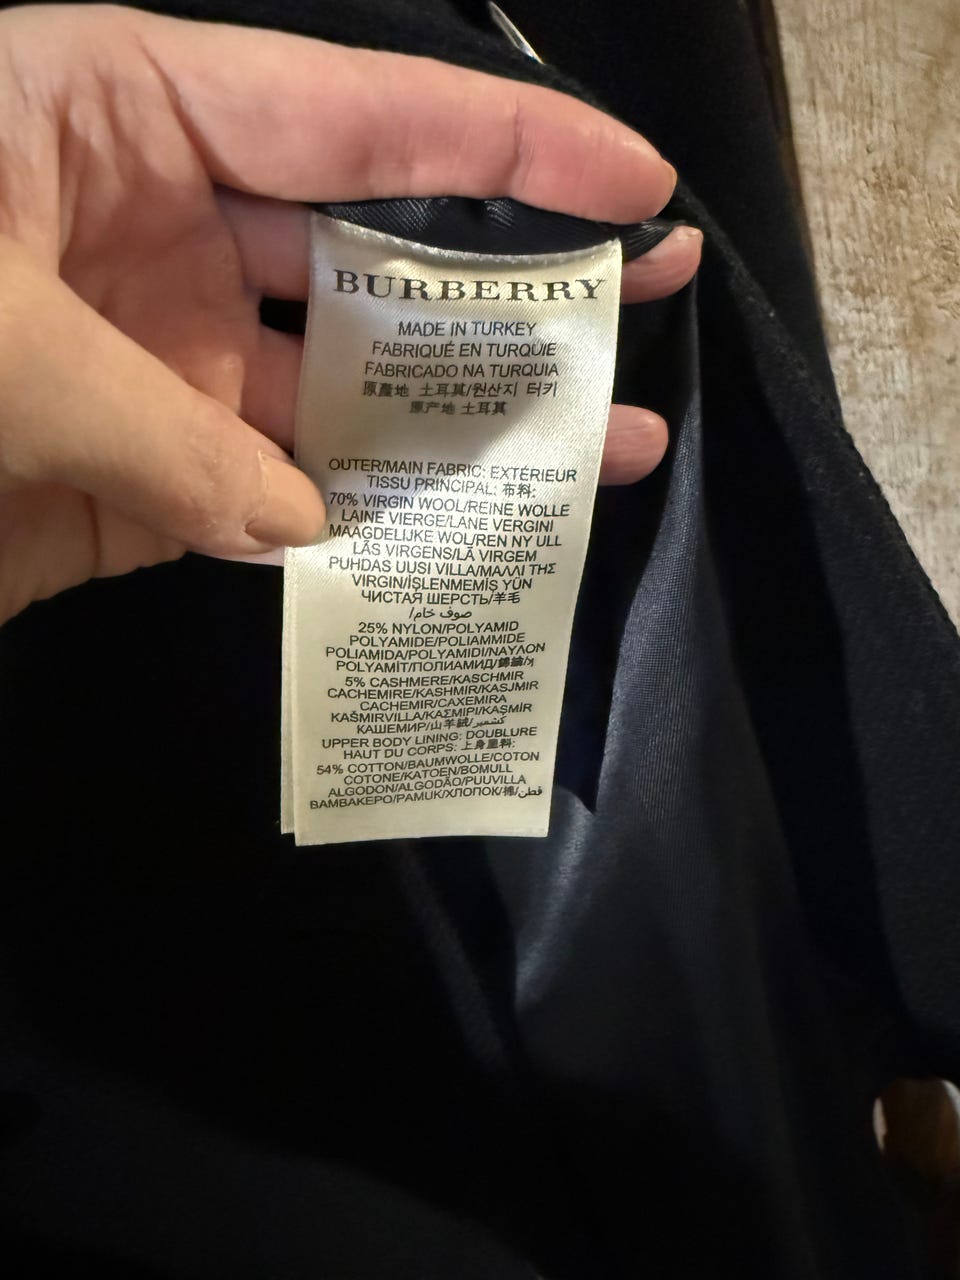 BURBERRY
MADE IN TURKEY
FABRIQUÉ EN TURQUIE
FABRICADO NA TURQUIA
原產地 土耳其/원산지 터키
原产地 土耳其
OUTER/MAIN FABRIC: EXTÉRIEUR
TISSU PRINCIPAL: 布料:
70% VIRGIN WOOL/REINE WOLLE
LAINE VIERGE/LANE VERGINI
MAAGDELIJKE WOL/REN NY ULL
LÃS VIRGENS/LÃ VIRGEM
PUHDAS UUSI VILLA/ΜΑΛΛΙ ΤΗΣ
VIRGIN/İŞLENMEMİŞ YÜN
ЧИСТАЯ ШЕРСТЬ/羊毛
صوف خام/
25% NYLON/POLYAMID
POLYAMIDE/POLIAMMIDE
POLIAMIDA/POLYAMIDI/ΝΑΥΛΟΝ
POLYAMİT/ПОЛИАМИД/錦綸/
5% CASHMERE/KASCHMIR
CACHEMIRE/KASHMIR/KASJMIR
CACHEMIR/CAXEMIRA
KAŠMIRVILLA/ΚΑΣΜΙΡΙ/KAŞMİR
КАШЕМИР/山羊絨/كشمير
UPPER BODY LINING: DOUBLURE
HAUT DU CORPS: 上身里料:
54% COTTON/BAUMWOLLE/COTON
COTONE/KATOEN/BOMULL
ALGODON/ALGODÃO/PUUVILLA
ΒΑΜΒΑΚΕΡΟ/PAMUK/ХЛОПОК/棉/قطن